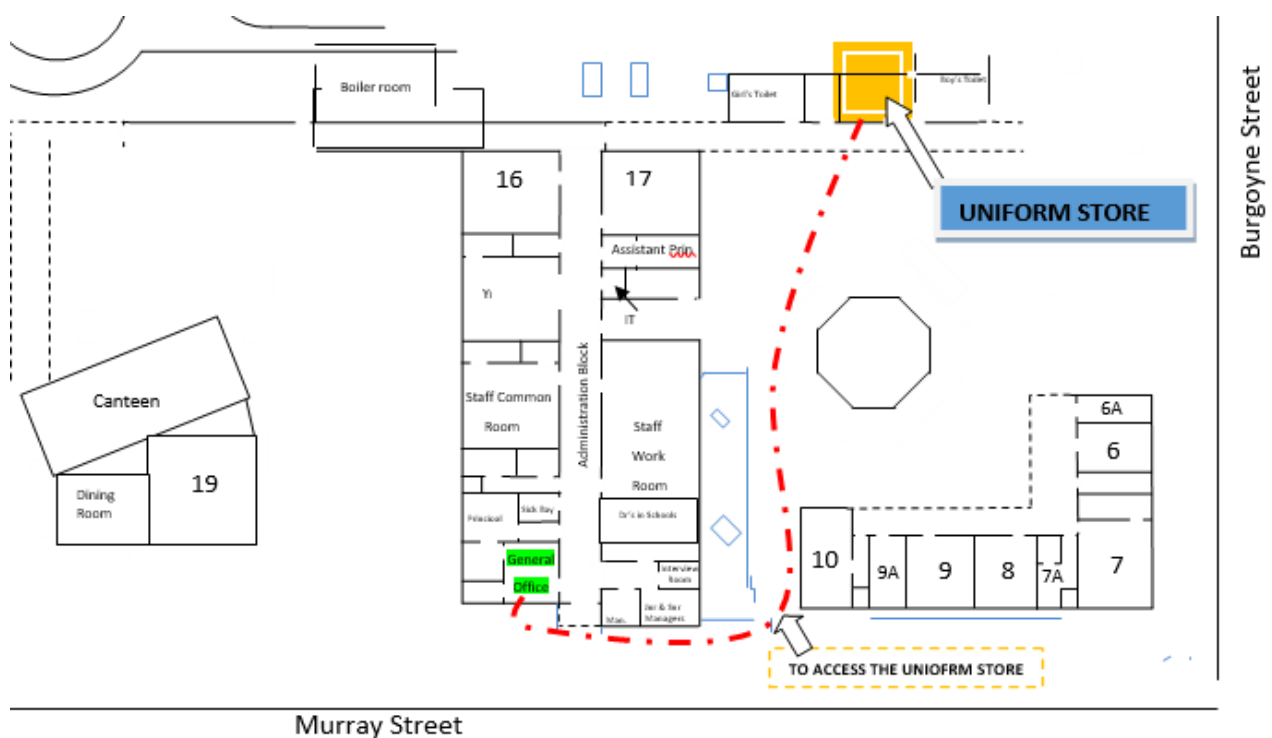 Boiler room
Girl's Toilet
Boy's Toilet
Burgoyne Street
UNIFORM STORE
16
17
Assistant Prin
Yi
IT
Administration Block
Canteen
Staff Common
Room
Staff
Work
Room
6A
6
19
Dining
Room
Principal
Sick Bay
Dr's in Schools
10
9A
9
8
7A
7
General
Office
Interview
Room
Man.
Jnr & Snr
Managers
TO ACCESS THE UNIOFRM STORE
Murray Street